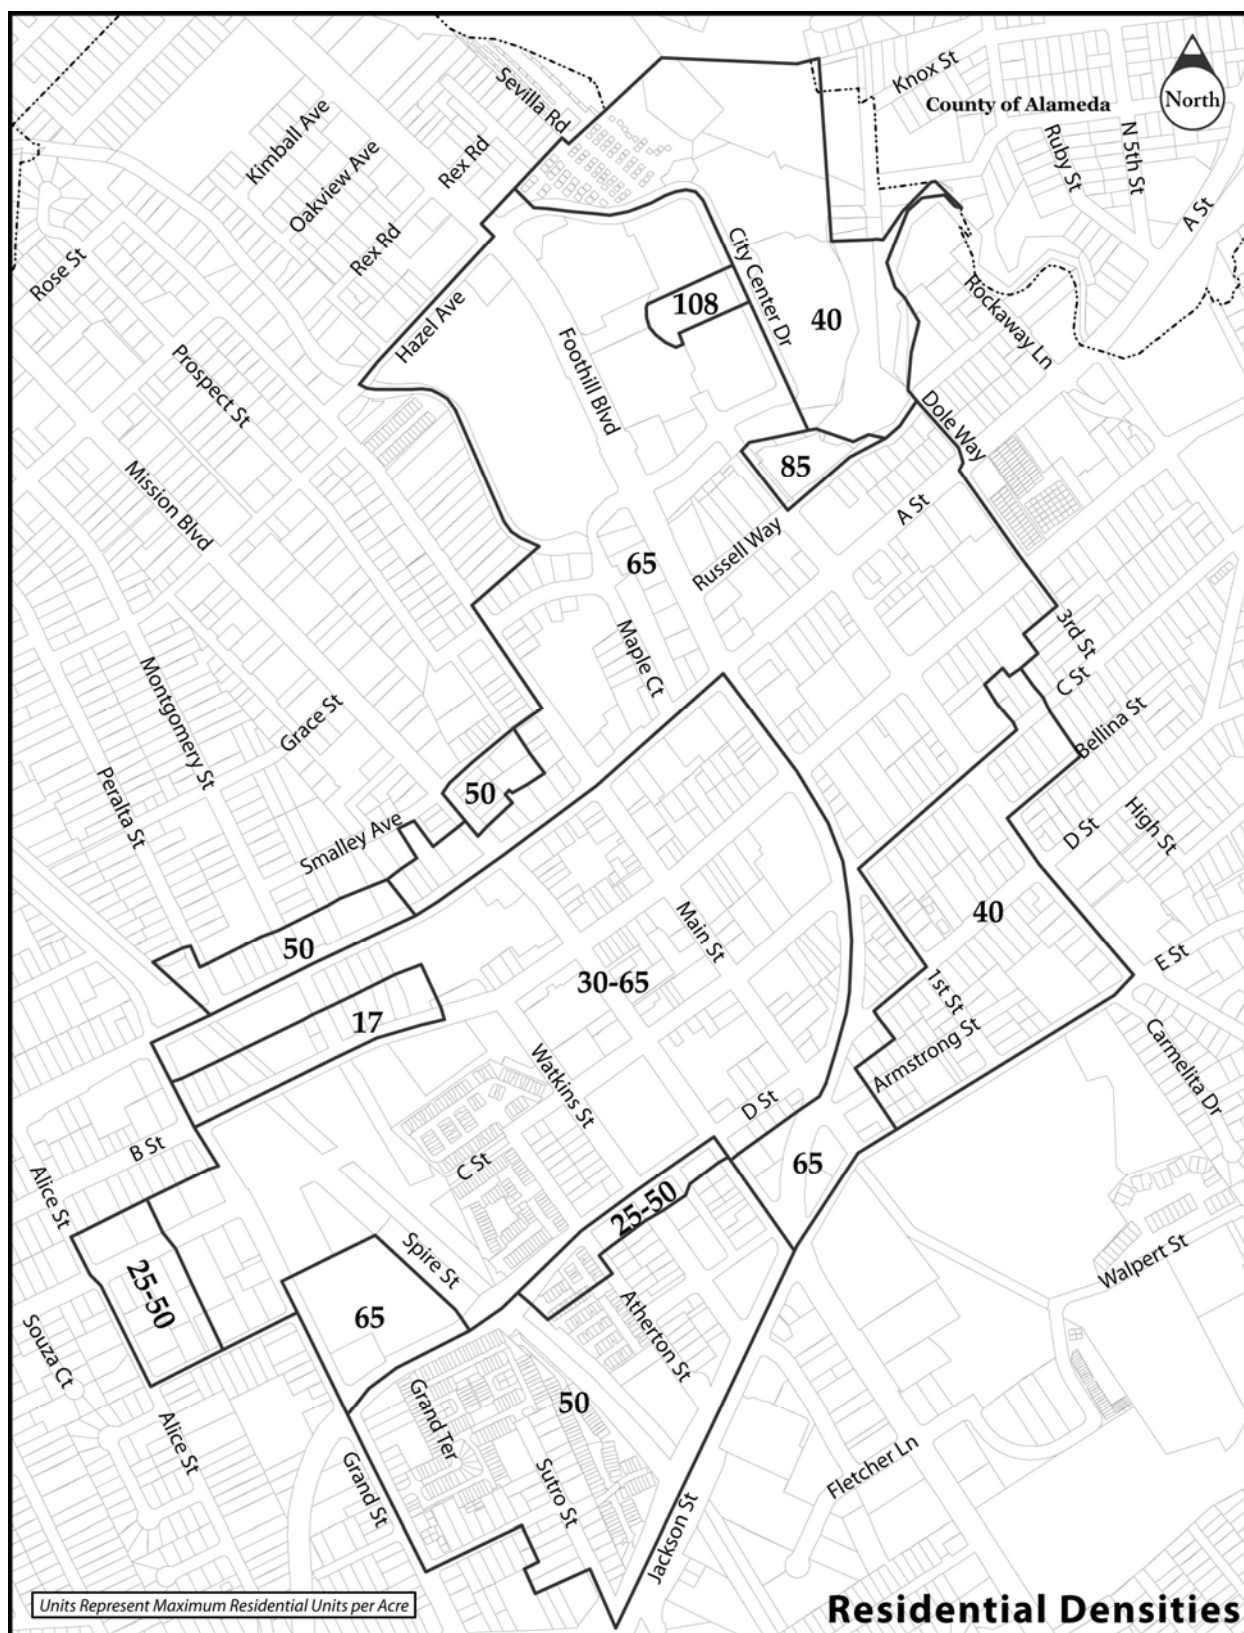 Knox St
County of Alameda
North
Sevilla Rd
Kimball Ave
Oakview Ave
Rex Rd
Ruby St
N 5th St
A St
Rose St
Rex Rd
City Center Dr
Hazel Ave
108
40
Rockaway Ln
Foothill Blvd
Prospect St
Dole Way
85
Mission Blvd
A St
65
Russell Way
3rd St
Maple Ct
C St
Montgomery St
Grace St
Bellina St
Peralta St
50
Smalley Ave
D St
High St
Main St
40
50
E St
30-65
1st St
17
Armstrong St
Carmelita Dr
Watkins St
D St
B St
C St
65
Alice St
25-50
Spire St
Walpert St
25-50
65
Atherton St
Souza Ct
50
Grand Ter
Alice St
Grand St
Sutro St
Fletcher Ln
Jackson St
Units Represent Maximum Residential Units per Acre
Residential Densities